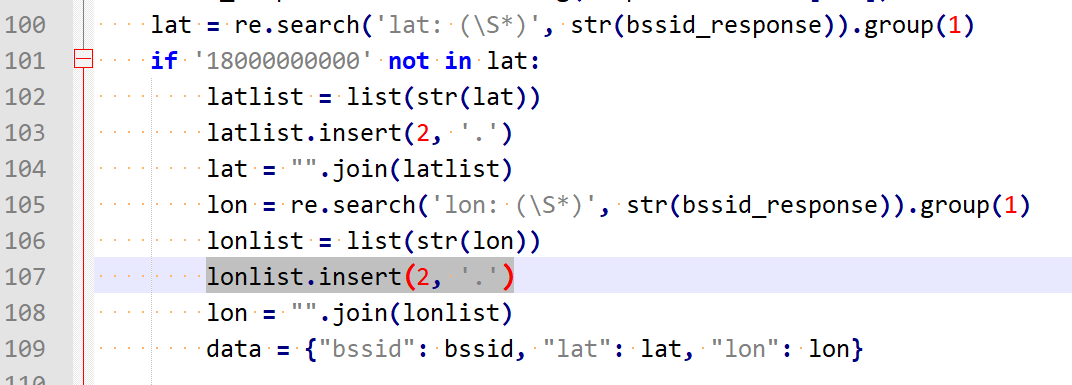 100 lat = re.search('lat: (\S*)', str(bssid_response)).group(1)
101 if '18000000000' not in lat:
102 latlist = list(str(lat))
103 latlist.insert(2, '.')
104 lat = "".join(latlist)
105 lon = re.search('lon: (\S*)', str(bssid_response)).group(1)
106 lonlist = list(str(lon))
107 lonlist.insert(2, '.')
108 lon = "".join(lonlist)
109 data = {"bssid": bssid, "lat": lat, "lon": lon}